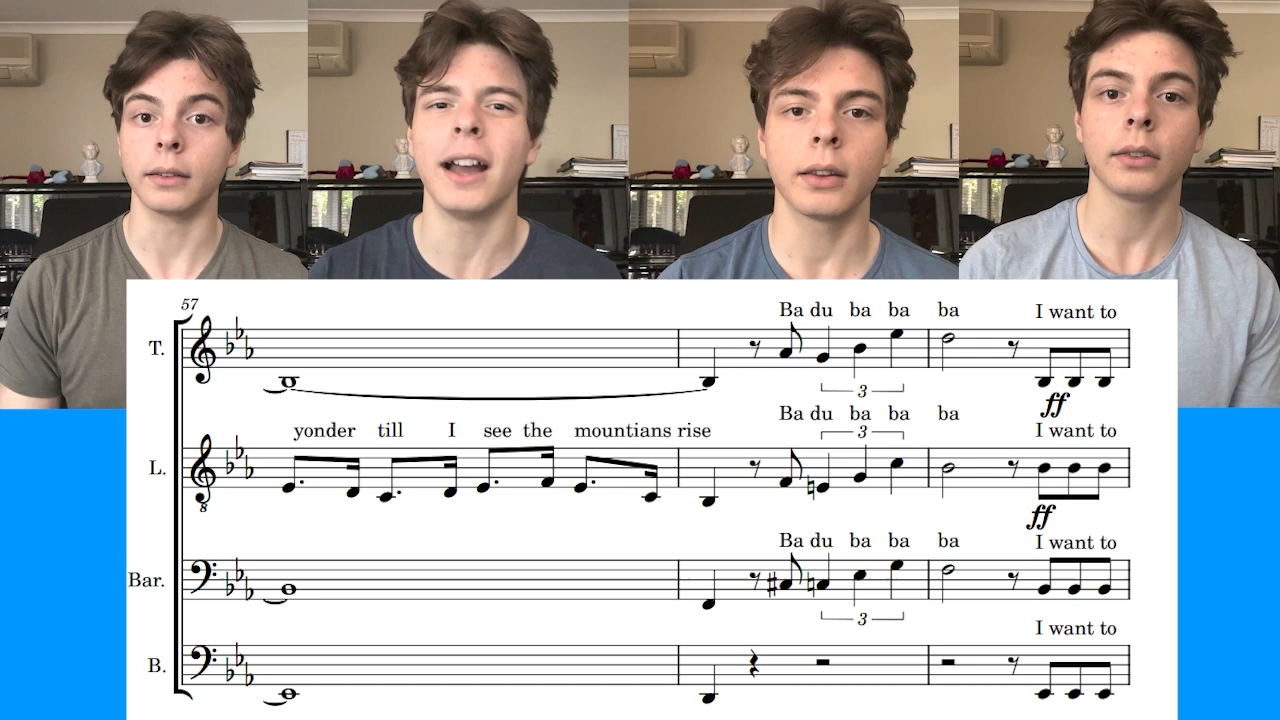 57
Ba du ba ba ba I want to
T.
3
ff
Ba du ba ba ba
yonder till I see the mountians rise I want to
3
L.
8
ff
Ba du ba ba ba I want to
Bar.
3
I want to
B.